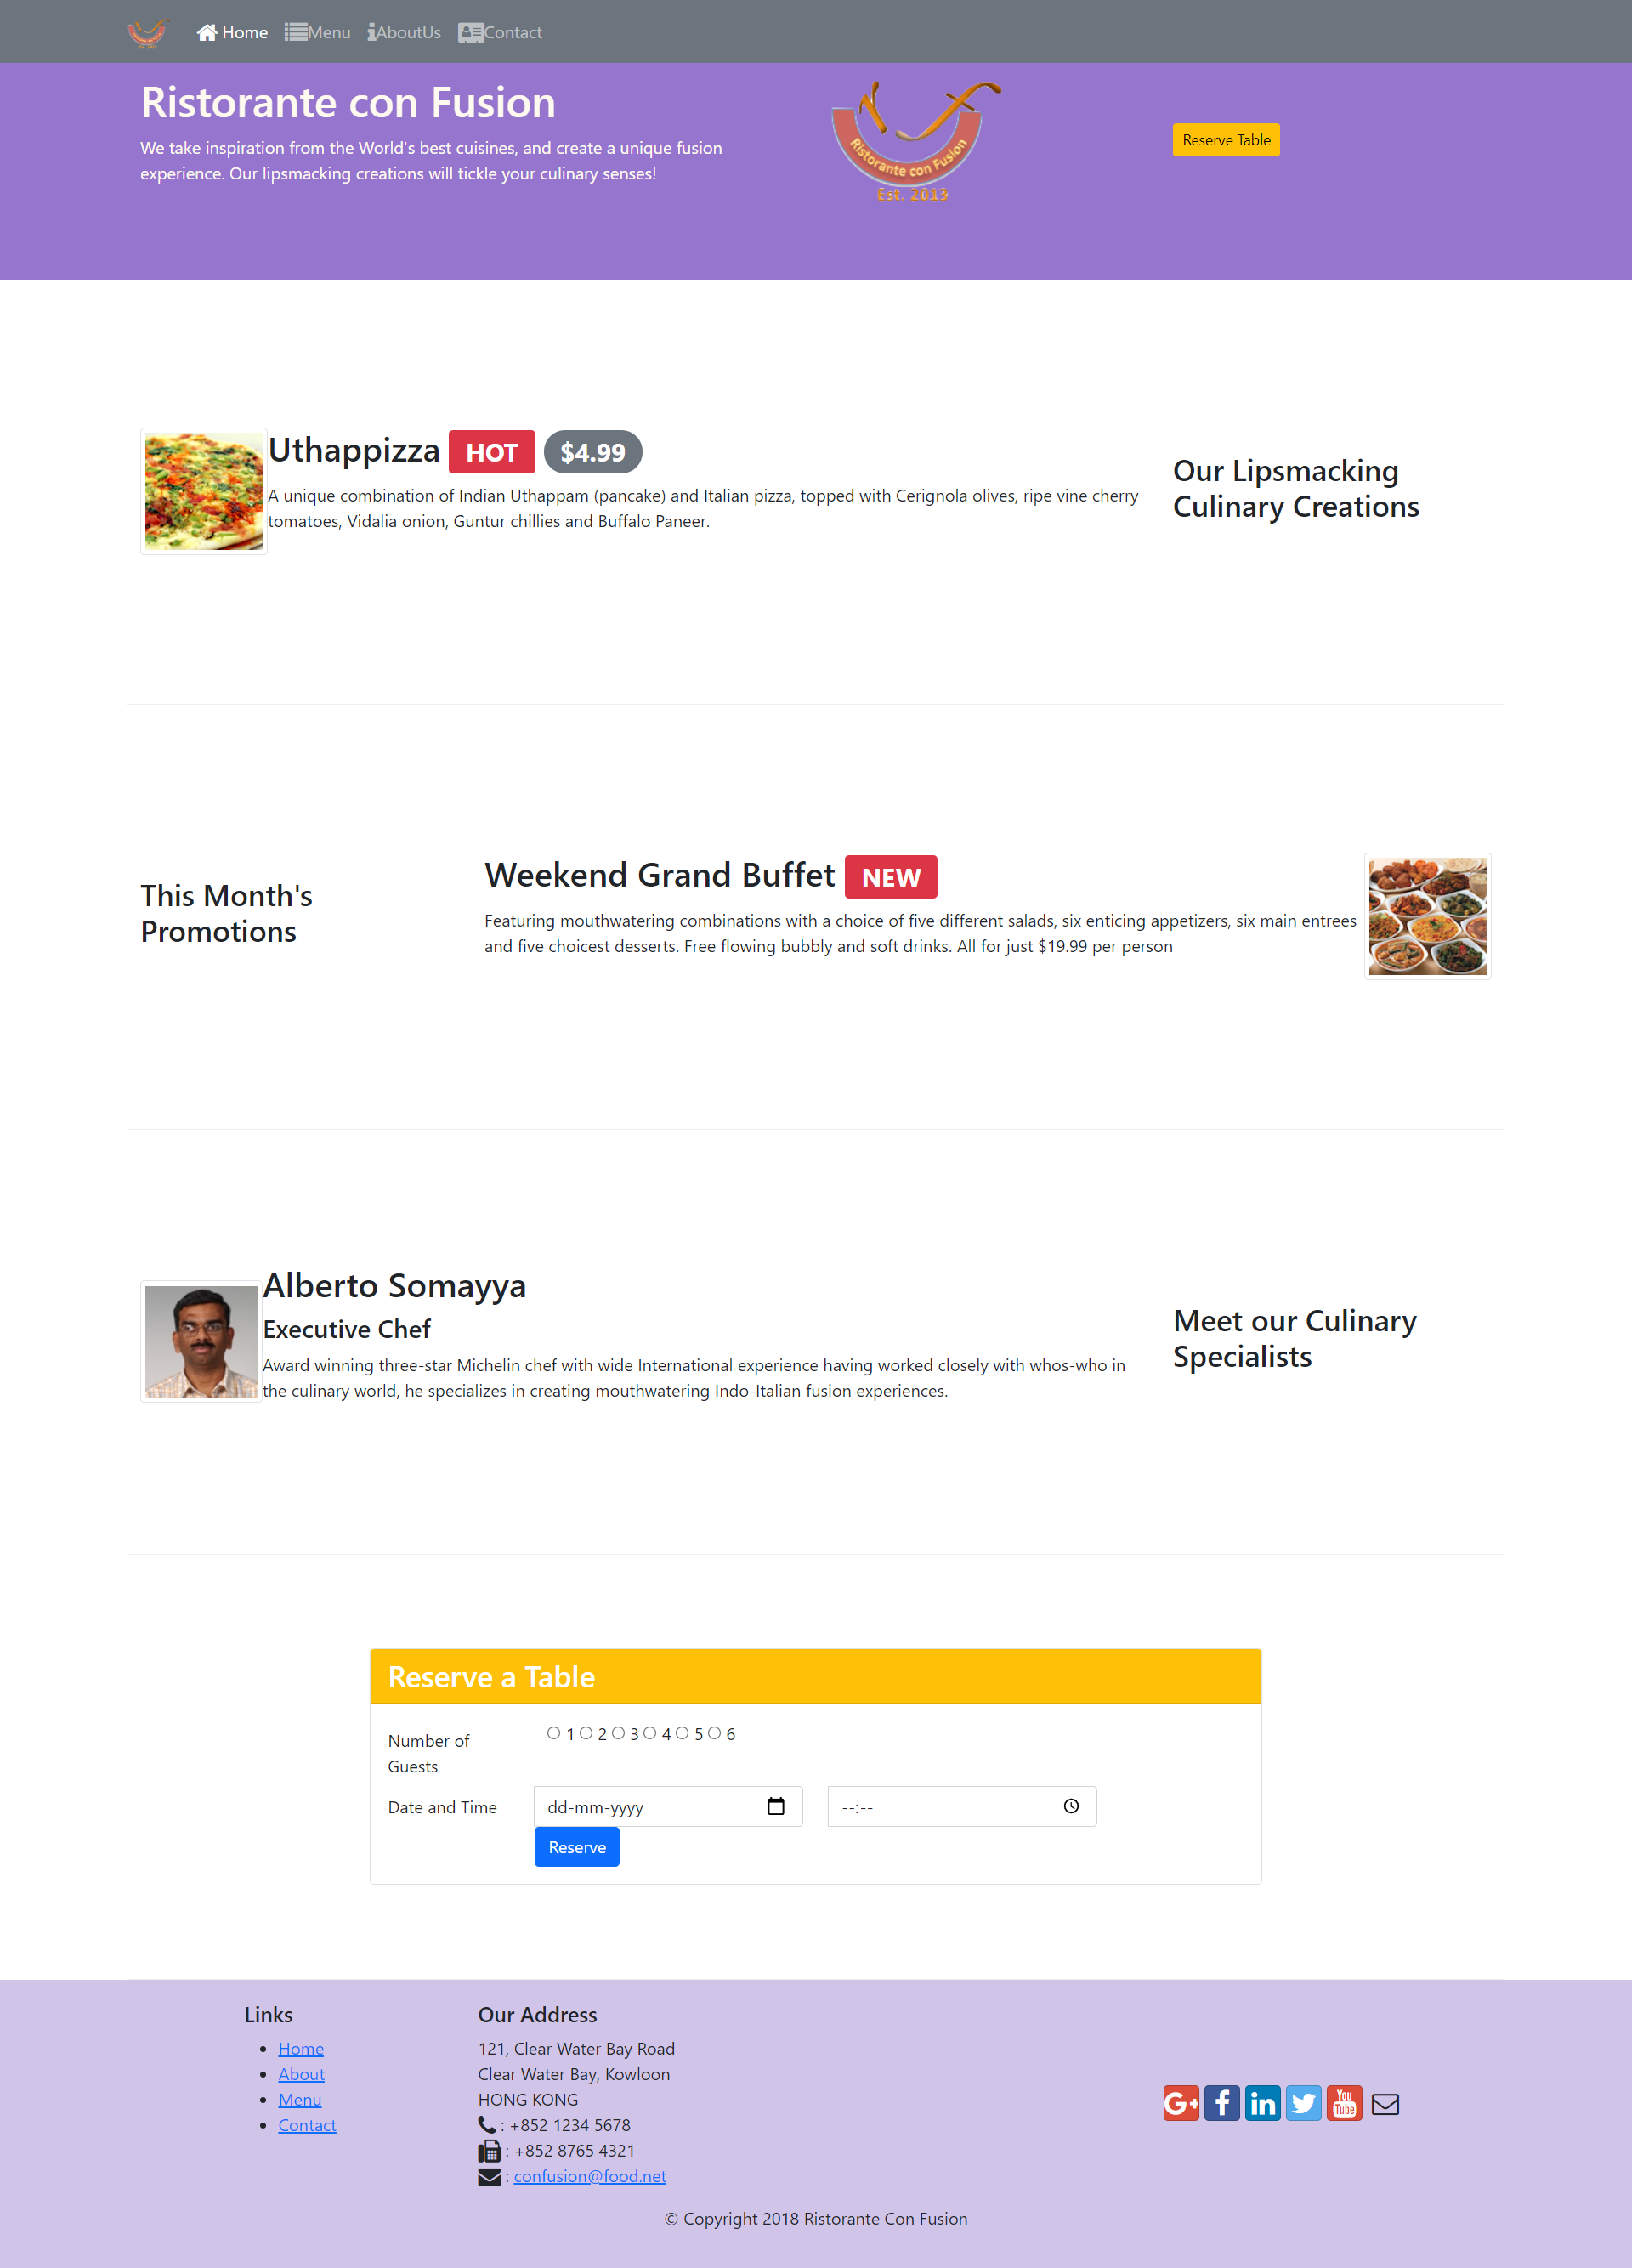 Home Menu AboutUs Contact
Ristorante con Fusion
We take inspiration from the World's best cuisines, and create a unique fusion
experience. Our lipsmacking creations will tickle your culinary senses!
Ristorante con Fusion
Est. 2013
Reserve Table
Uthappizza HOT $4.99
A unique combination of Indian Uthappam (pancake) and Italian pizza, topped with Cerignola olives, ripe vine cherry
tomatoes, Vidalia onion, Guntur chillies and Buffalo Paneer.
Our Lipsmacking
Culinary Creations
This Month's
Promotions
Weekend Grand Buffet NEW
Featuring mouthwatering combinations with a choice of five different salads, six enticing appetizers, six main entrees
and five choicest desserts. Free flowing bubbly and soft drinks. All for just $19.99 per person
Alberto Somayya
Executive Chef
Award winning three-star Michelin chef with wide International experience having worked closely with whos-who in
the culinary world, he specializes in creating mouthwatering Indo-Italian fusion experiences.
Meet our Culinary
Specialists
Reserve a Table
Number of
Guests
1 2 3 4 5 6
Date and Time
dd-mm-yyyy
--:--
Reserve
Links
Home
About
Menu
Contact
Our Address
121, Clear Water Bay Road
Clear Water Bay, Kowloon
HONG KONG
: +852 1234 5678
: +852 8765 4321
: confusion@food.net
G+ f in You Tube
© Copyright 2018 Ristorante Con Fusion